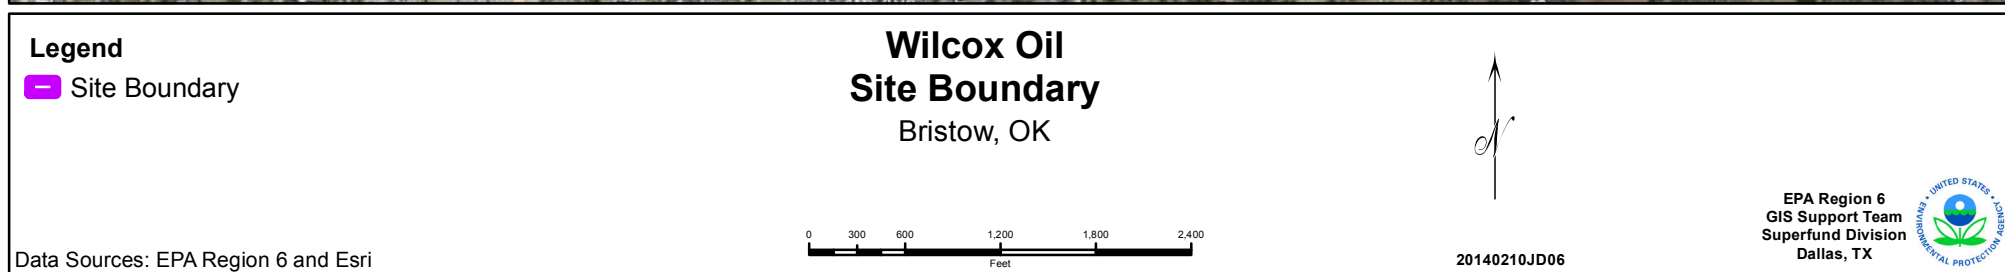 Legend
Site Boundary
Wilcox Oil
Site Boundary
Bristow, OK
N
0 300 600 1,200 1,800 2,400
Feet
Data Sources: EPA Region 6 and Esri
20140210JD06
EPA Region 6
GIS Support Team
Superfund Division
Dallas, TX
UNITED STATES
ENVIRONMENTAL PROTECTION AGENCY